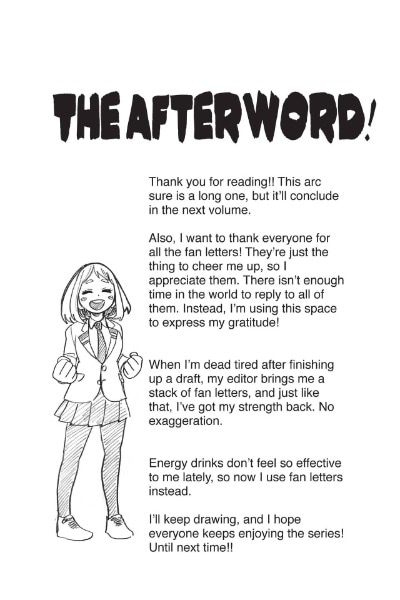 THE AFTERWORD!
Thank you for reading!! This arc
sure is a long one, but it'll conclude
in the next volume.
Also, I want to thank everyone for
all the fan letters! They're just the
thing to cheer me up, so I
appreciate them. There isn't enough
time in the world to reply to all of
them. Instead, I'm using this space
to express my gratitude!
When I'm dead tired after finishing
up a draft, my editor brings me a
stack of fan letters, and just like
that, I've got my strength back. No
exaggeration.
Energy drinks don't feel so effective
to me lately, so now I use fan letters
instead.
I'll keep drawing, and I hope
everyone keeps enjoying the series!
Until next time!!